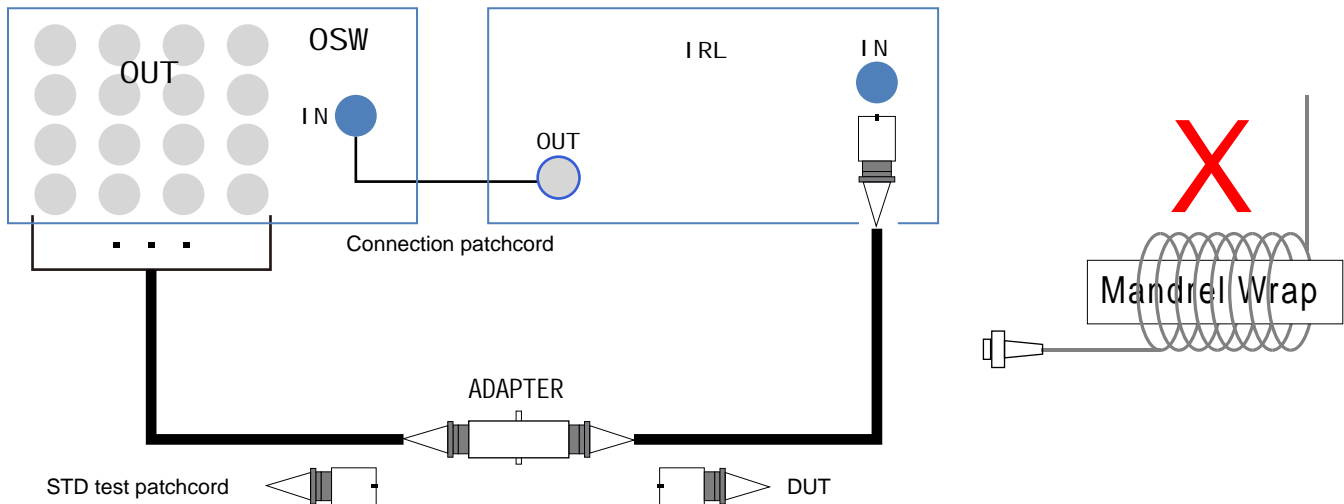 OSW
OUT
IN
IRL
IN
OUT
Connection patchcord
X
Mandrel Wrap
ADAPTER
STD test patchcord
DUT